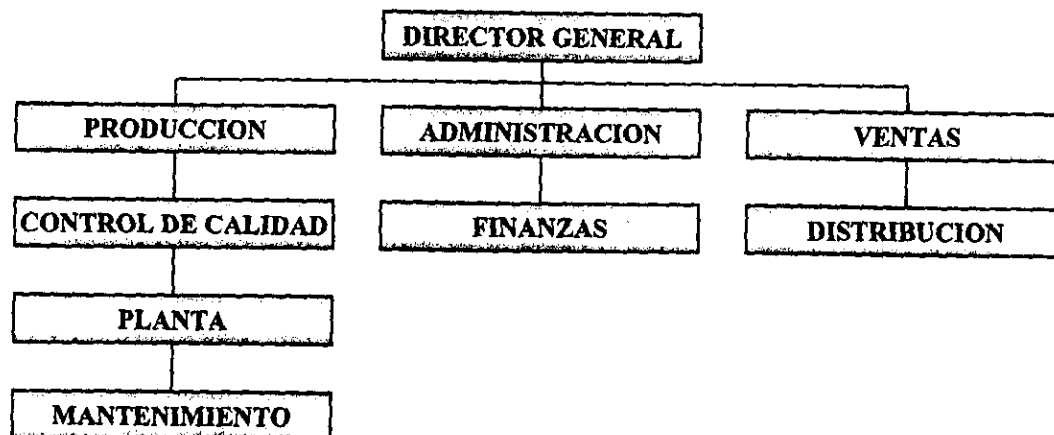 DIRECTOR GENERAL
PRODUCCION
ADMINISTRACION
VENTAS
CONTROL DE CALIDAD
FINANZAS
DISTRIBUCION
PLANTA
MANTENIMIENTO